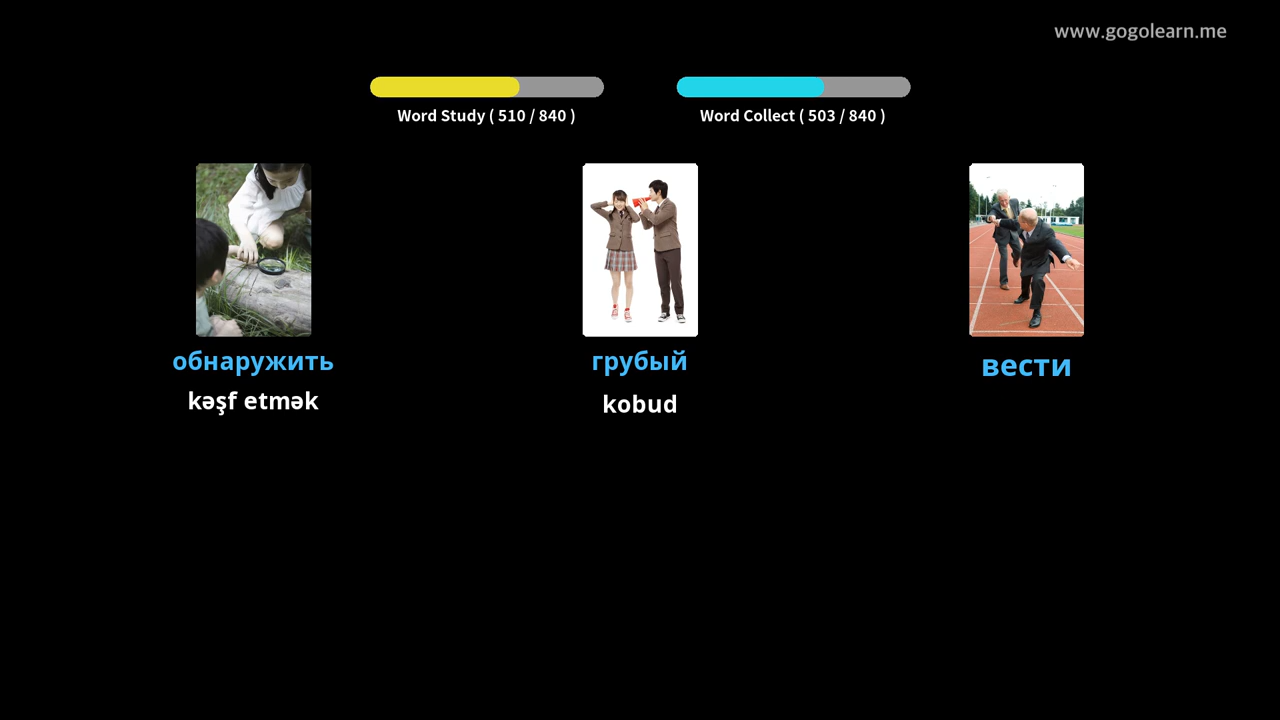 www.gogolearn.me
Word Study ( 510 / 840 )
Word Collect ( 503 / 840 )
обнаружить
грубый
вести
kəşf etmək
kobud